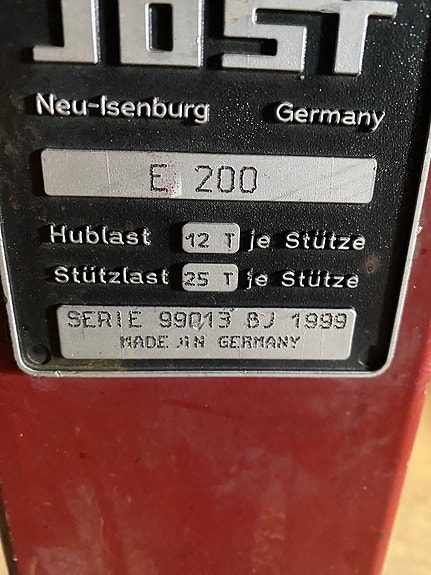 JOST
Neu-Isenburg Germany
E 200
Hublast 12 T je Stütze
Stützlast 25 T je Stütze
SERIE 99013 BJ 1999
MADE IN GERMANY